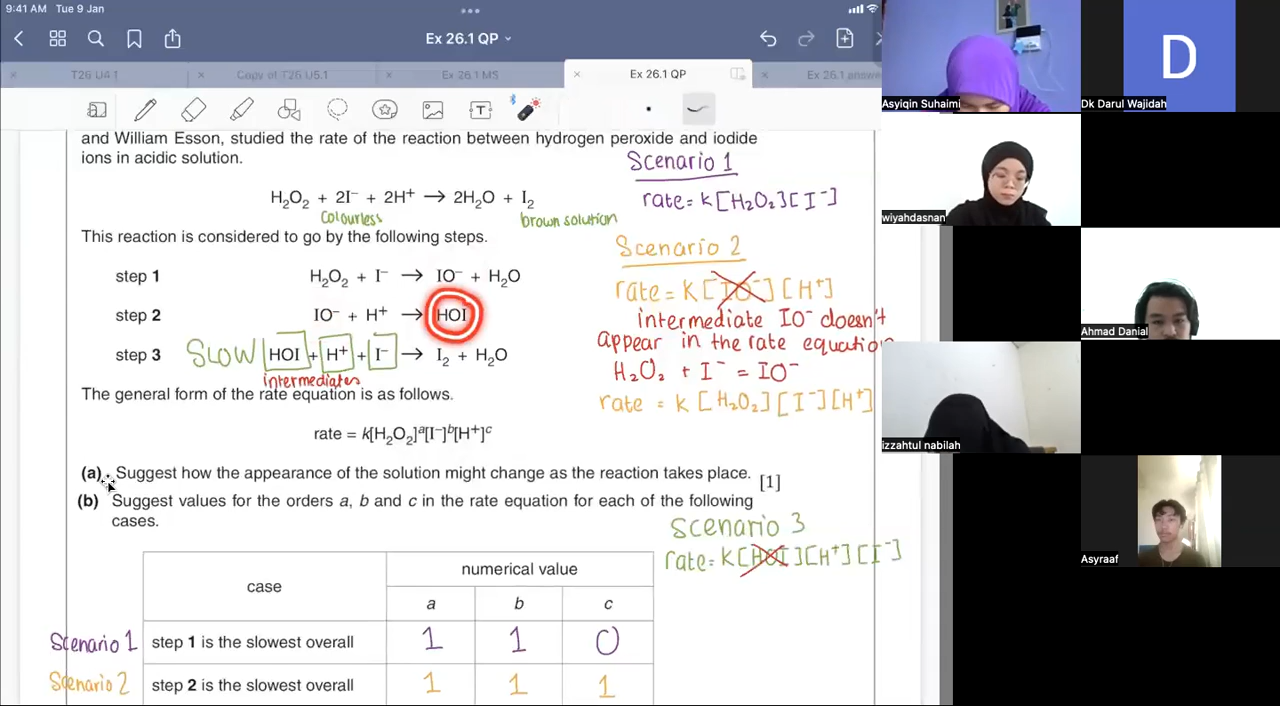 9:41 AM Tue 9 Jan
Ex 26.1 QP
T26 U4.1
Copy of T26 U5.1
Ex 26.1 MS
Ex 26.1 QP
Ex 26.1 answer
and William Esson, studied the rate of the reaction between hydrogen peroxide and iodide
ions in acidic solution.
H₂O₂ + 2I⁻ + 2H⁺ → 2H₂O + I₂
Colourless
brown solution
This reaction is considered to go by the following steps.
step 1 H₂O₂ + I⁻ → IO⁻ + H₂O
step 2 IO⁻ + H⁺ → HOI
SLOW
step 3 HOI + H⁺ + I⁻ → I₂ + H₂O
intermediates
The general form of the rate equation is as follows.
rate = k[H₂O₂]ᵃ[I⁻]ᵇ[H⁺]ᶜ
(a) Suggest how the appearance of the solution might change as the reaction takes place. [1]
(b) Suggest values for the orders a, b and c in the rate equation for each of the following
cases.
Scenario 1
rate = k[H₂O₂][I⁻]
Scenario 2
rate = k[IO⁻][H⁺]
intermediate IO⁻ doesn't
appear in the rate equation
H₂O₂ + I⁻ = IO⁻
rate = k[H₂O₂][I⁻][H⁺]
Scenario 3
rate = k[HOI][H⁺][I⁻]
case numerical value
a b c
Scenario 1 step 1 is the slowest overall 1 1 0
Scenario 2 step 2 is the slowest overall 1 1 1
Asyiqin Suhaimi
D
Dk Darul Wajidah
wiyahdasnan
Ahmad Danial
izzahtul nabilah
Asyraaf